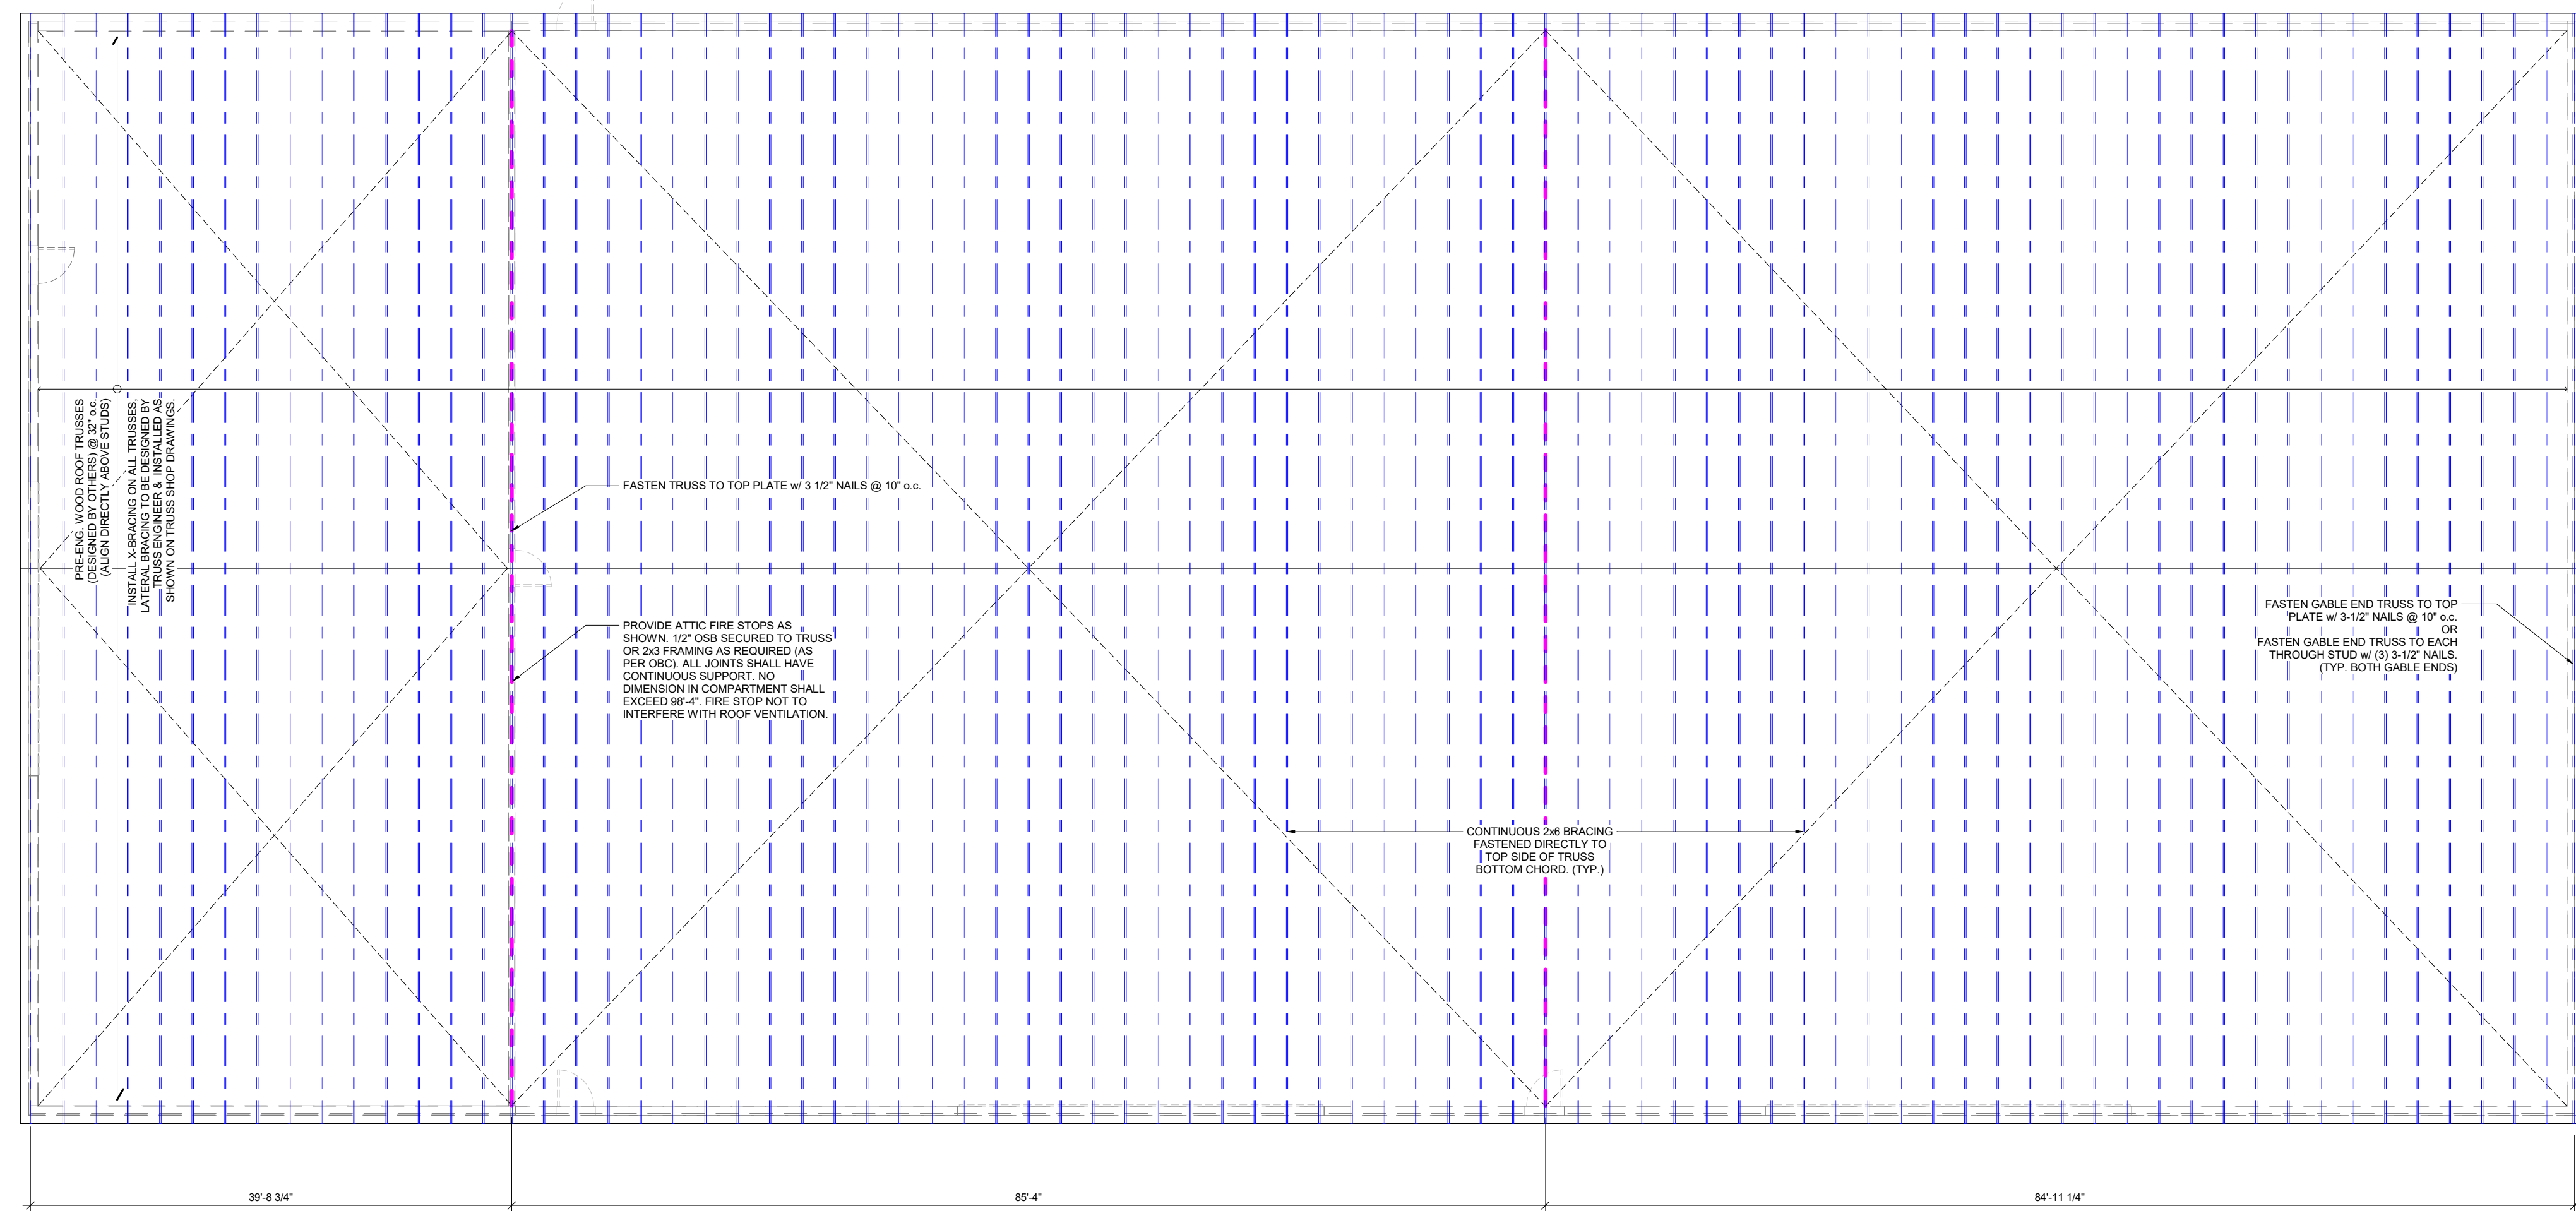 PRE-ENG. WOOD ROOF TRUSSES
(DESIGNED BY OTHERS) @ 32" o.c.
(ALIGN DIRECTLY ABOVE STUDS)
INSTALL X-BRACING ON ALL TRUSSES,
LATERAL BRACING TO BE DESIGNED BY
TRUSS ENGINEER & INSTALLED AS
SHOWN ON TRUSS SHOP DRAWINGS.
FASTEN TRUSS TO TOP PLATE w/ 3 1/2" NAILS @ 10" o.c.
PROVIDE ATTIC FIRE STOPS AS
SHOWN. 1/2" OSB SECURED TO TRUSS
OR 2x3 FRAMING AS REQUIRED (AS
PER OBC). ALL JOINTS SHALL HAVE
CONTINUOUS SUPPORT. NO
DIMENSION IN COMPARTMENT SHALL
EXCEED 98'-4". FIRE STOP NOT TO
INTERFERE WITH ROOF VENTILATION.
FASTEN GABLE END TRUSS TO TOP
PLATE w/ 3-1/2" NAILS @ 10" o.c.
OR
FASTEN GABLE END TRUSS TO EACH
THROUGH STUD w/ (3) 3-1/2" NAILS.
(TYP. BOTH GABLE ENDS)
CONTINUOUS 2x6 BRACING
FASTENED DIRECTLY TO
TOP SIDE OF TRUSS
BOTTOM CHORD. (TYP.)
39'-8 3/4"
85'-4"
84'-11 1/4"